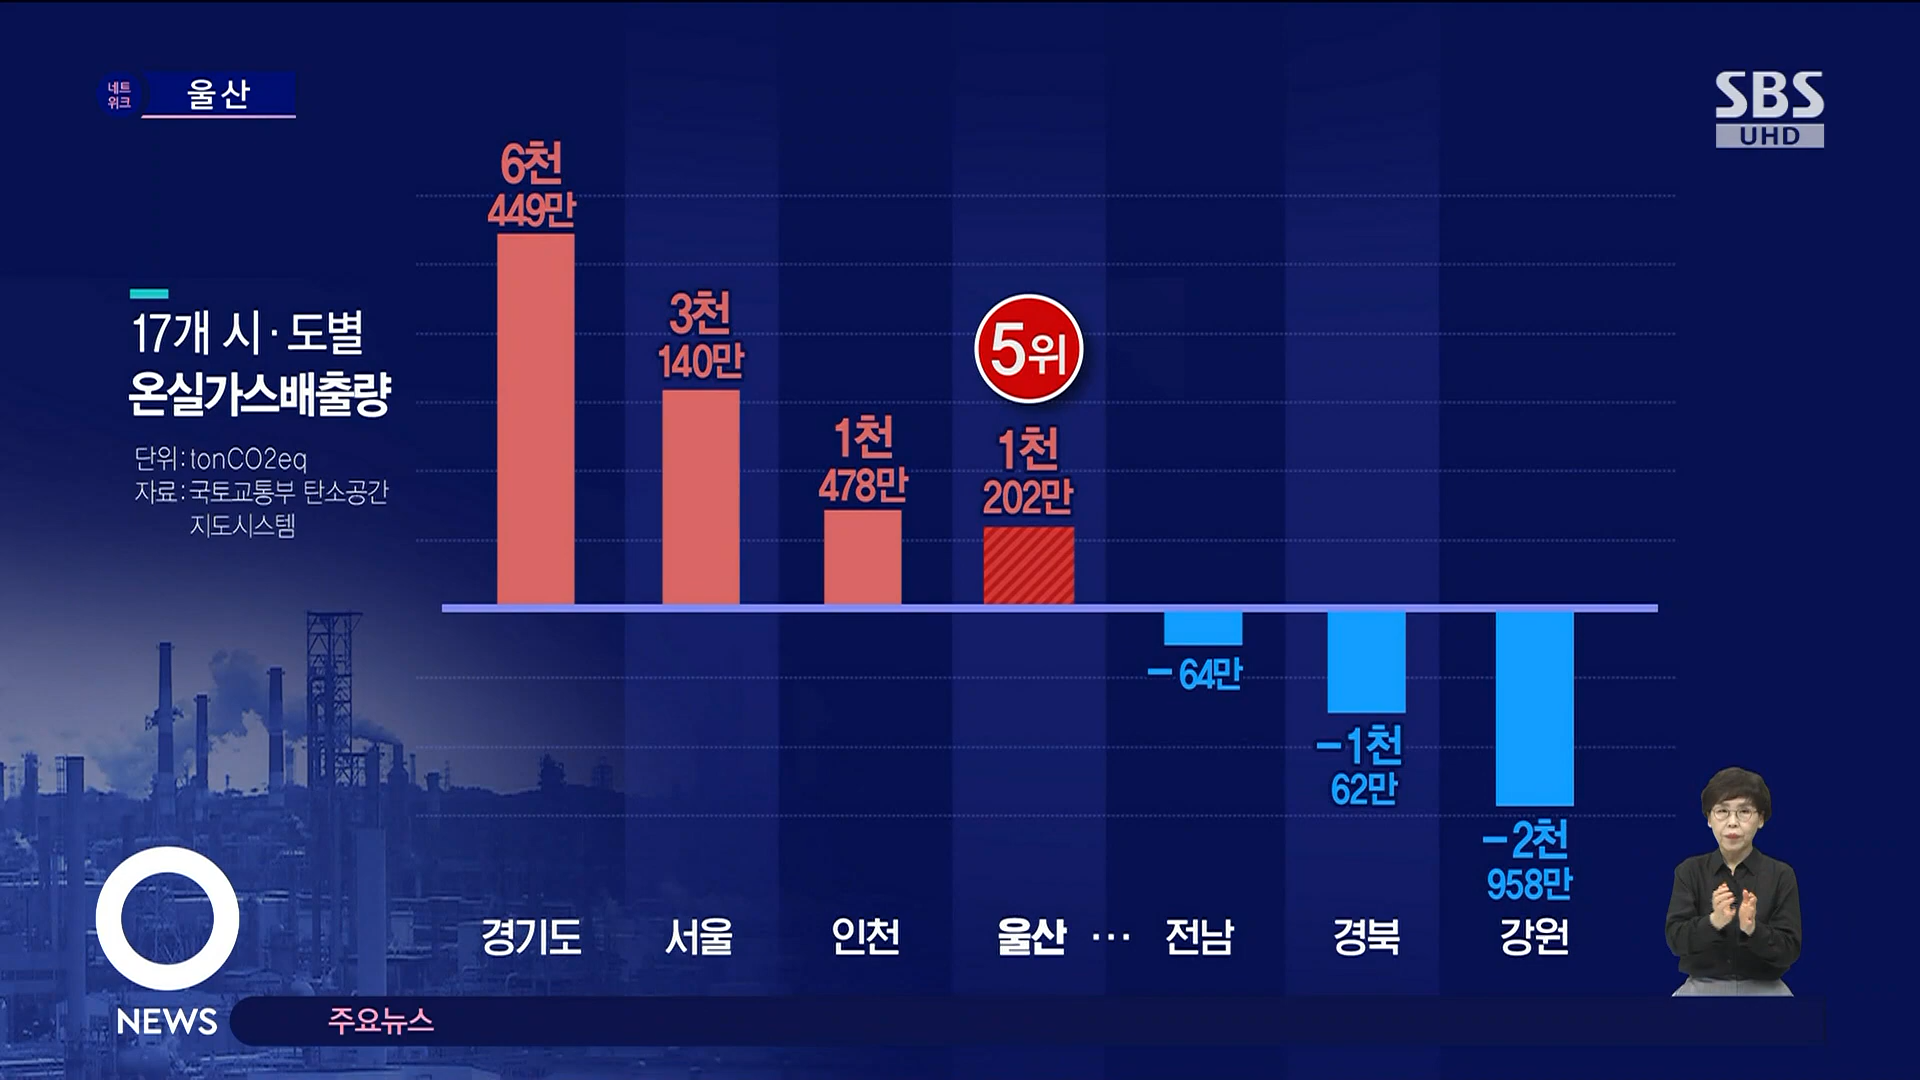 네트
위크
울산
SBS
UHD
17개 시·도별
온실가스배출량
단위:tonCO2eq
자료:국토교통부 탄소공간
지도시스템
6천
449만
3천
140만
1천
478만
5위
1천
202만
-64만
-1천
62만
-2천
958만
경기도 서울 인천 울산 ··· 전남 경북 강원
NEWS
주요뉴스